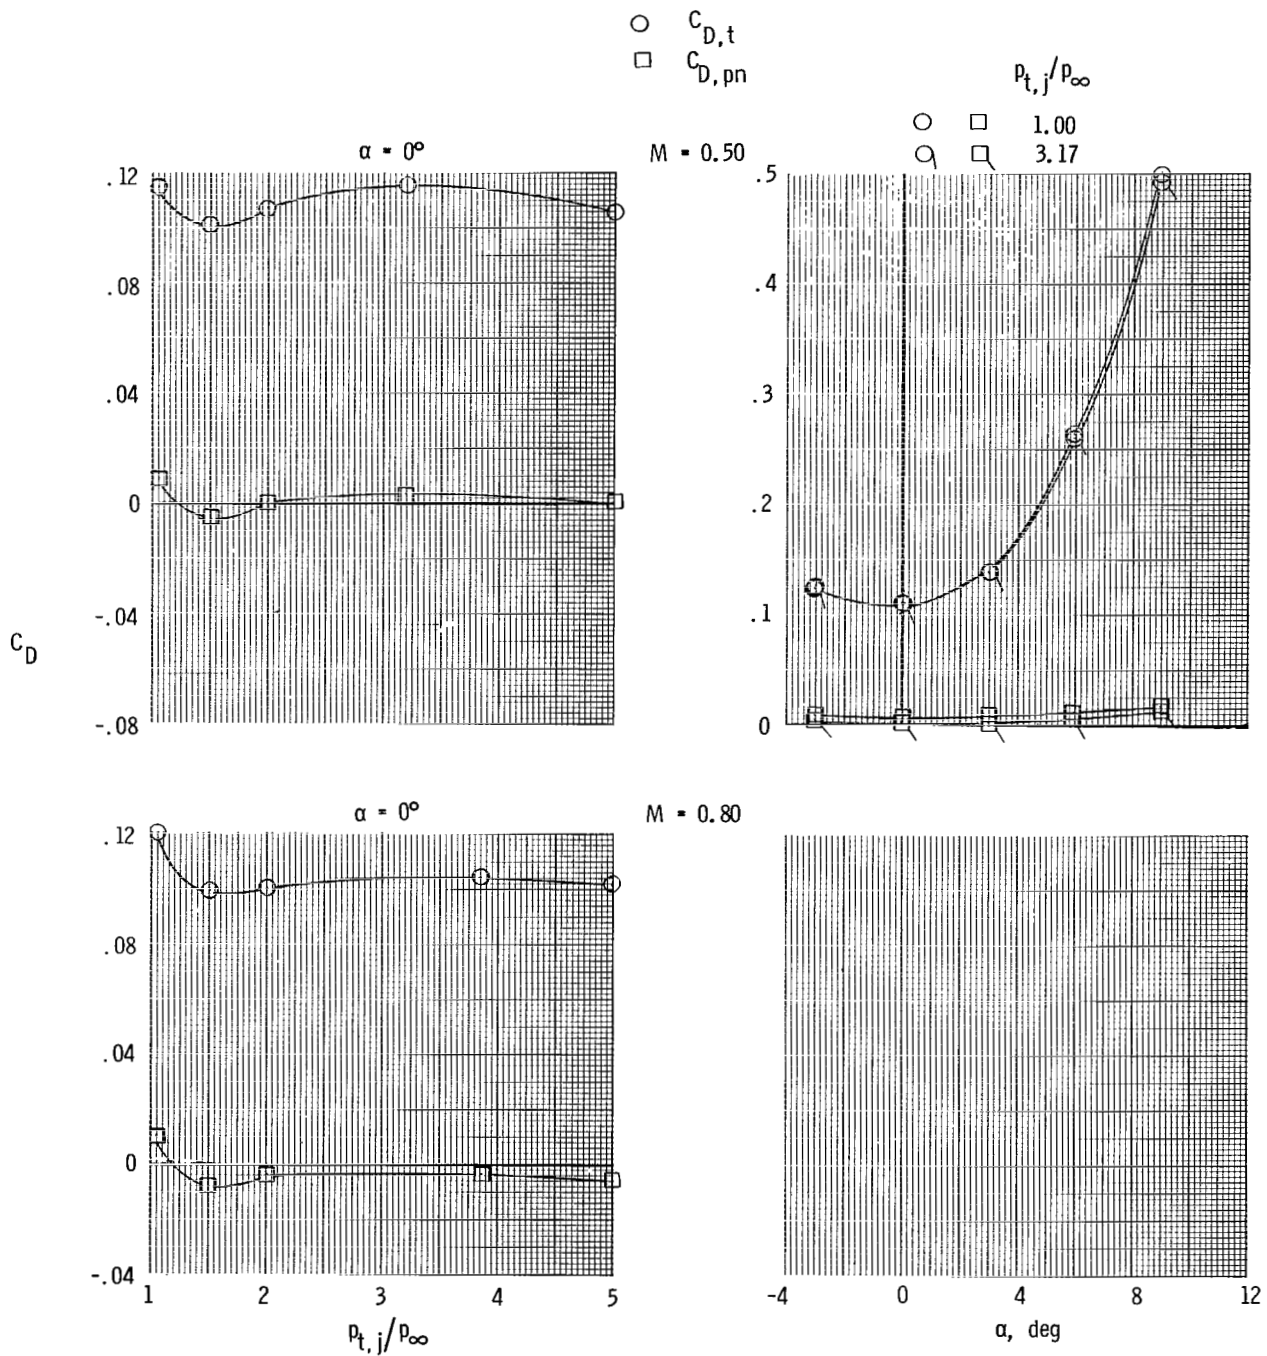 C_D,t
C_D,pn
p_t,j/p_∞
1.00
3.17
α = 0°
M = 0.50
.12
.08
.04
0
-.04
-.08
.5
.4
.3
.2
.1
0
C_D
α = 0°
M = 0.80
.12
.08
.04
0
-.04
1 2 3 4 5
p_t,j/p_∞
-4 0 4 8 12
α, deg